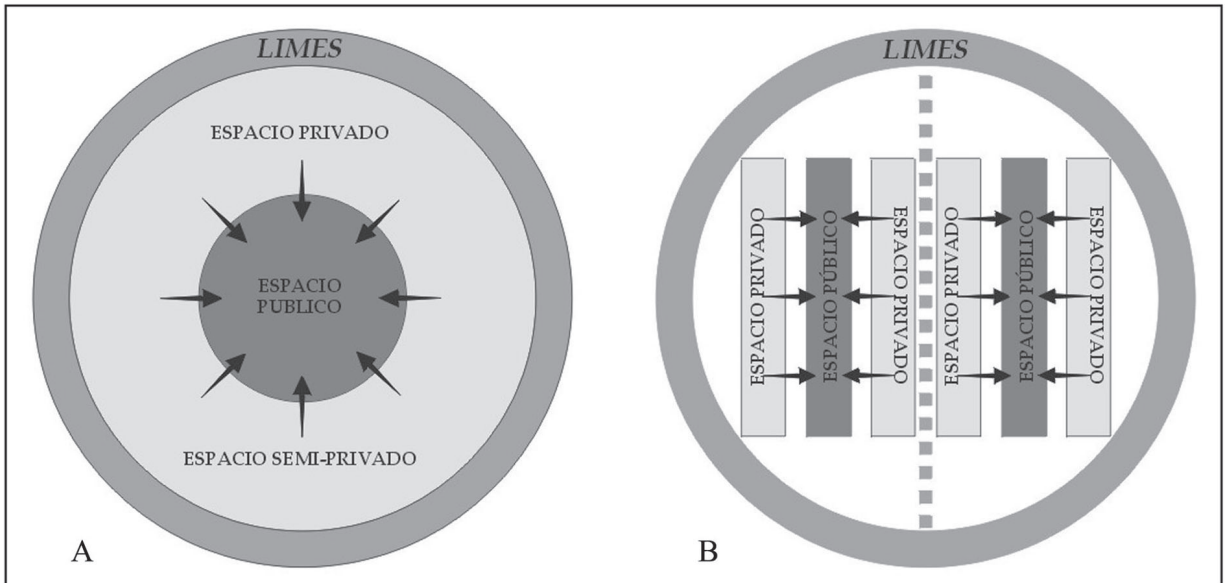 LIMES
ESPACIO PRIVADO
ESPACIO
PUBLICO
ESPACIO SEMI-PRIVADO
A
LIMES
ESPACIO PRIVADO
ESPACIO PÚBLICO
ESPACIO PRIVADO
ESPACIO PRIVADO
ESPACIO PÚBLICO
ESPACIO PRIVADO
B